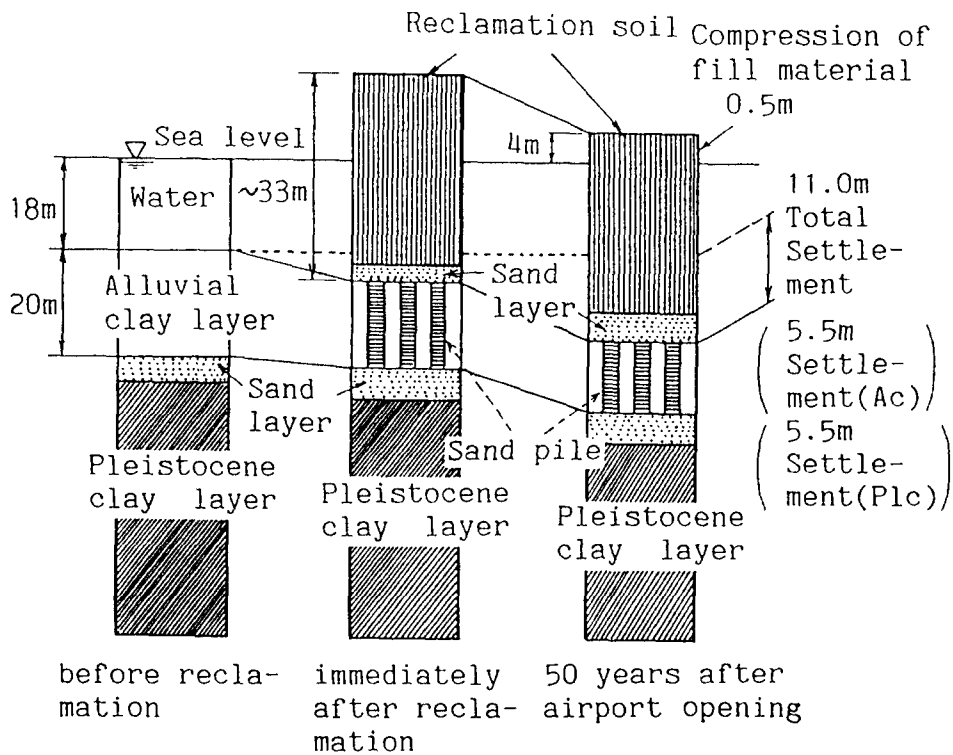 Reclamation soil
Compression of
fill material
0.5m
Sea level
4m
18m
Water
~33m
11.0m
Total
Settle-
ment
20m
Alluvial
clay layer
Sand
layer
Sand
layer
5.5m
Settle-
ment(Ac)
Sand pile
5.5m
Settle-
ment(Plc)
Pleistocene
clay layer
Pleistocene
clay layer
Pleistocene
clay layer
before recla-
mation
immediately
after recla-
mation
50 years after
airport opening